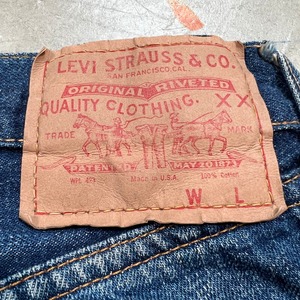 LEVI STRAUSS & CO.
SAN FRANCISCO, CAL.
ORIGINAL RIVETED
QUALITY CLOTHING. XX
TRADE MARK
PATENTED MAY 20 1873
Made in U.S.A. 100% Cotton
W L